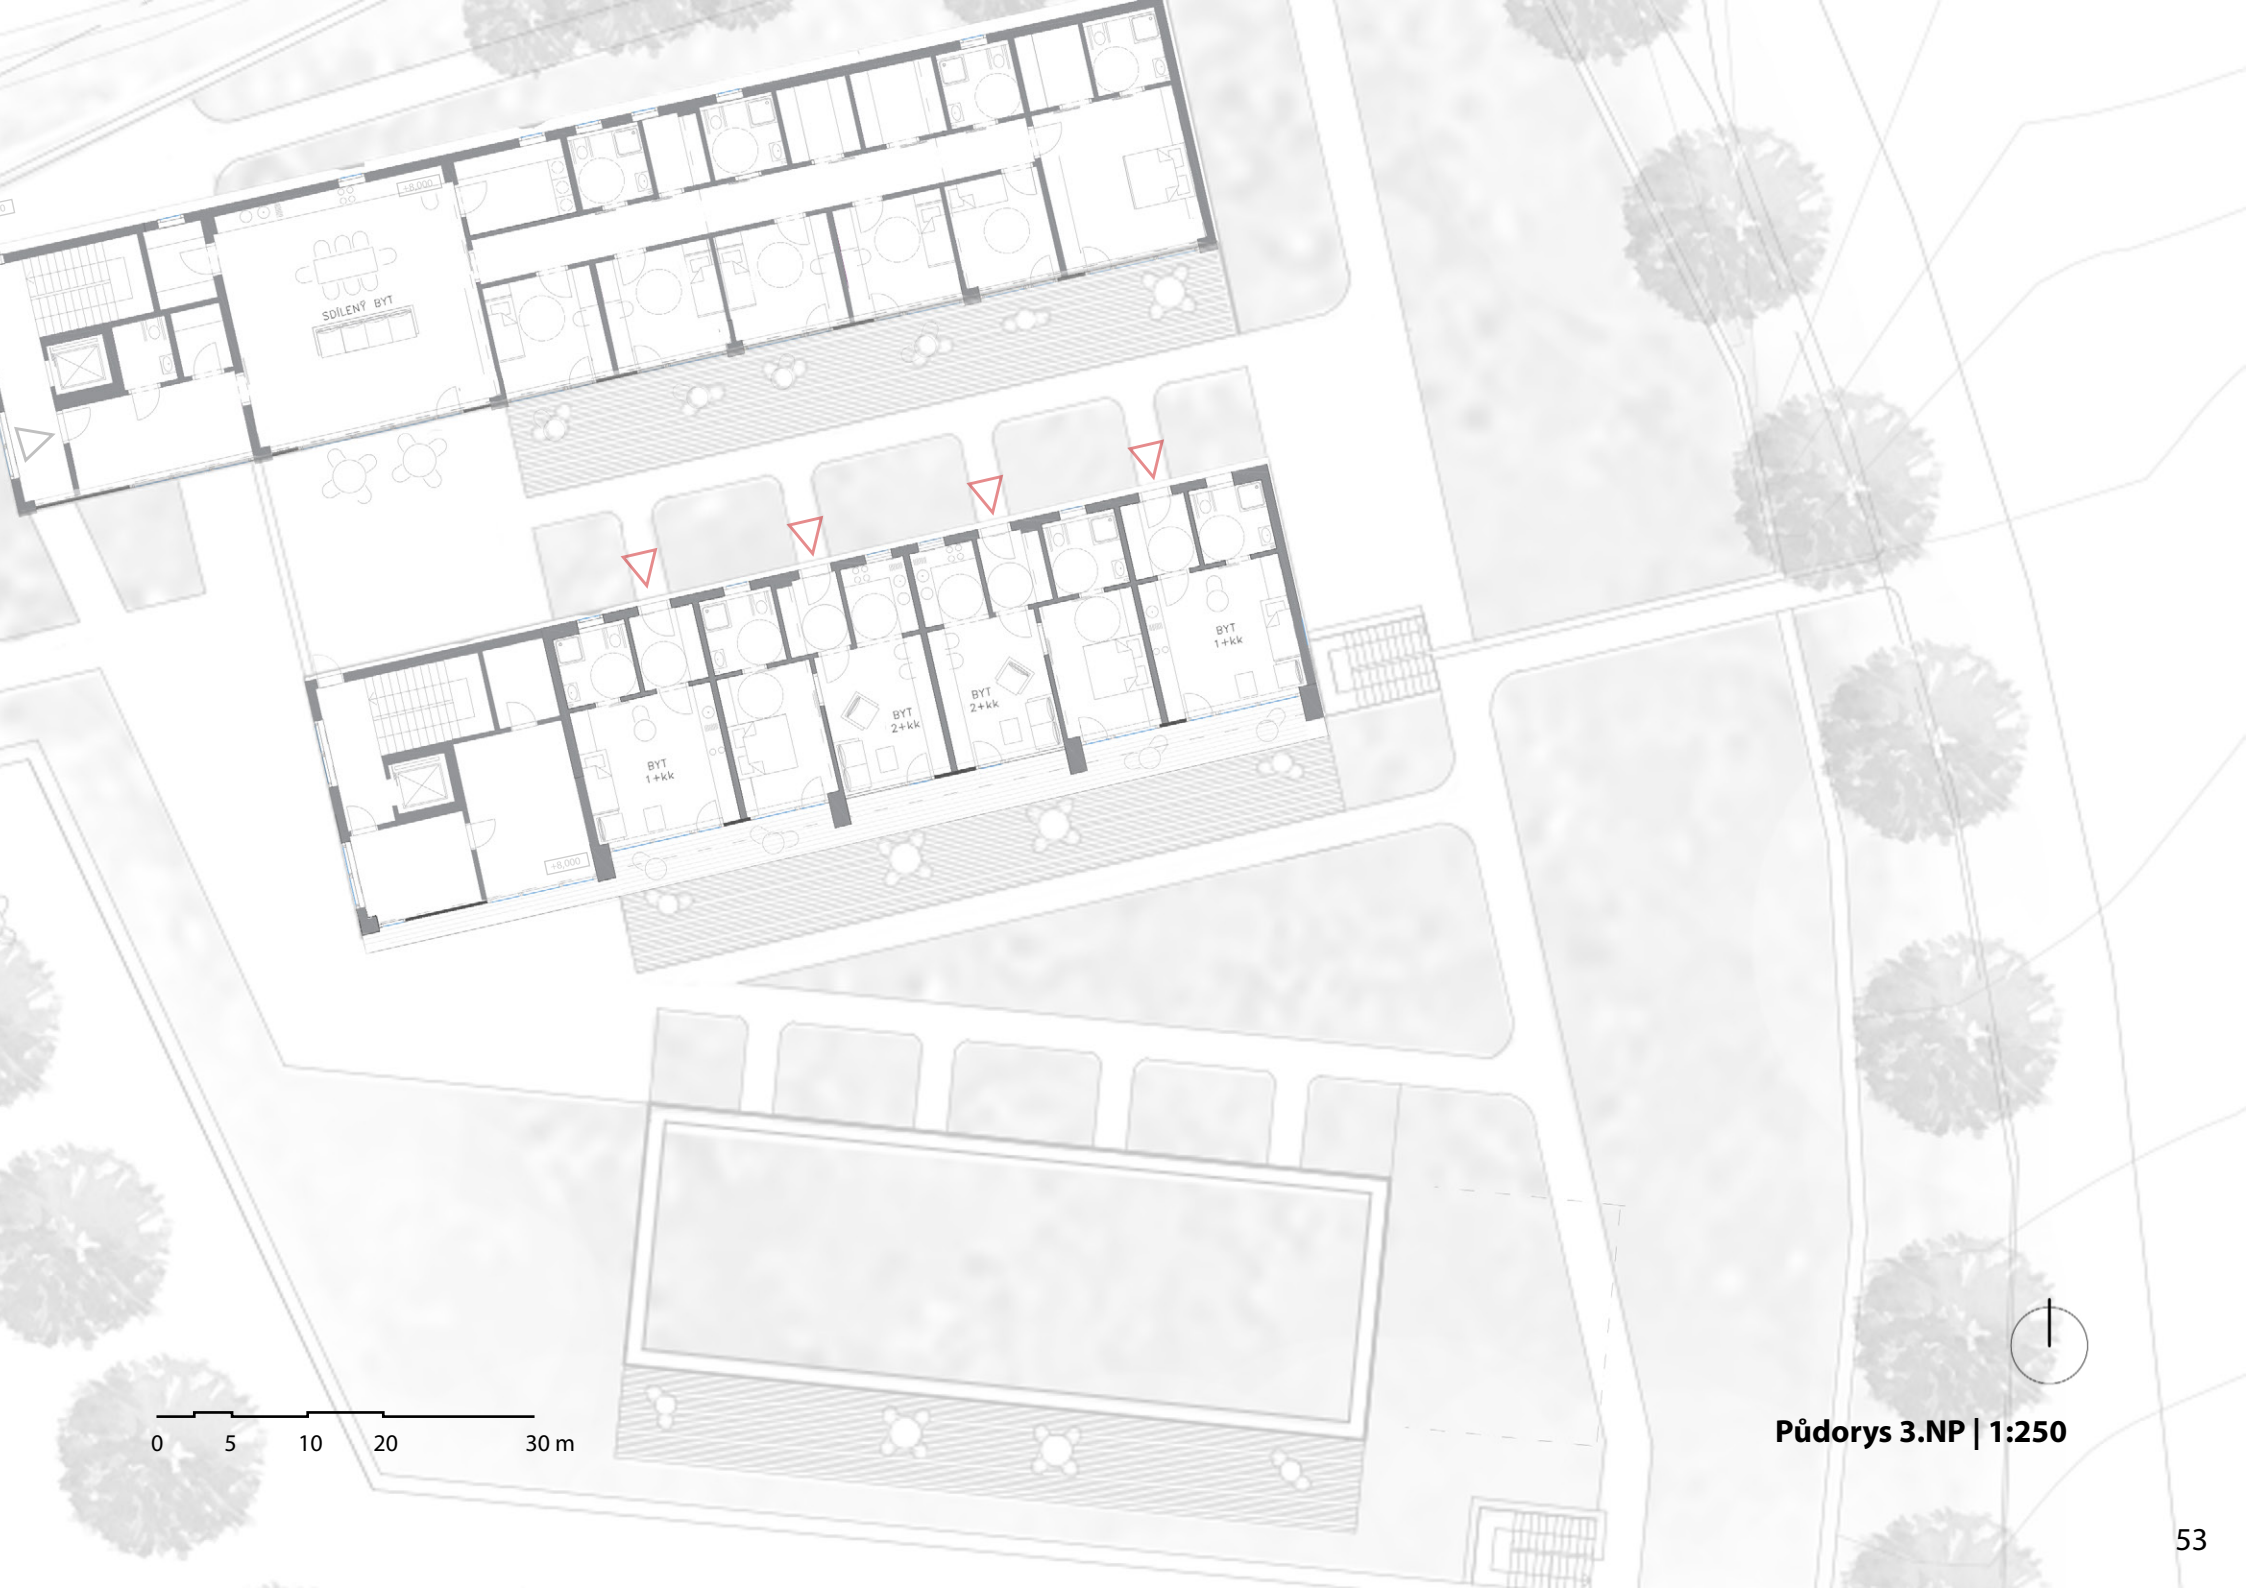 ±8,000
SDÍLENÝ BYT
BYT
1+kk
BYT
2+kk
BYT
2+kk
BYT
1+kk
+8,000
0 5 10 20 30 m
Půdorys 3.NP | 1:250
53